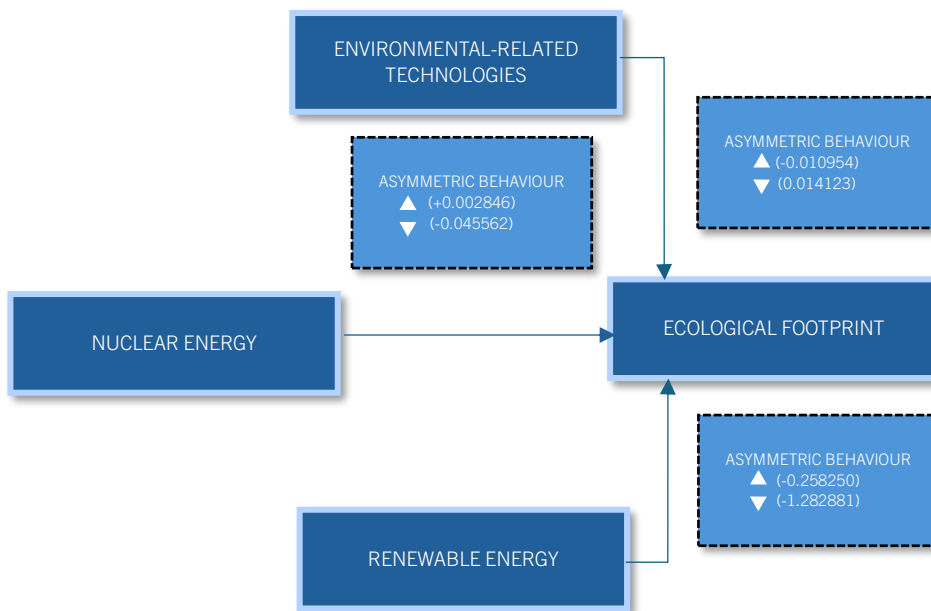 ENVIRONMENTAL-RELATED
TECHNOLOGIES
ASYMMETRIC BEHAVIOUR
▲ (-0.010954)
▼ (0.014123)
ASYMMETRIC BEHAVIOUR
▲ (+0.002846)
▼ (-0.045562)
NUCLEAR ENERGY
ECOLOGICAL FOOTPRINT
ASYMMETRIC BEHAVIOUR
▲ (-0.258250)
▼ (-1.282881)
RENEWABLE ENERGY